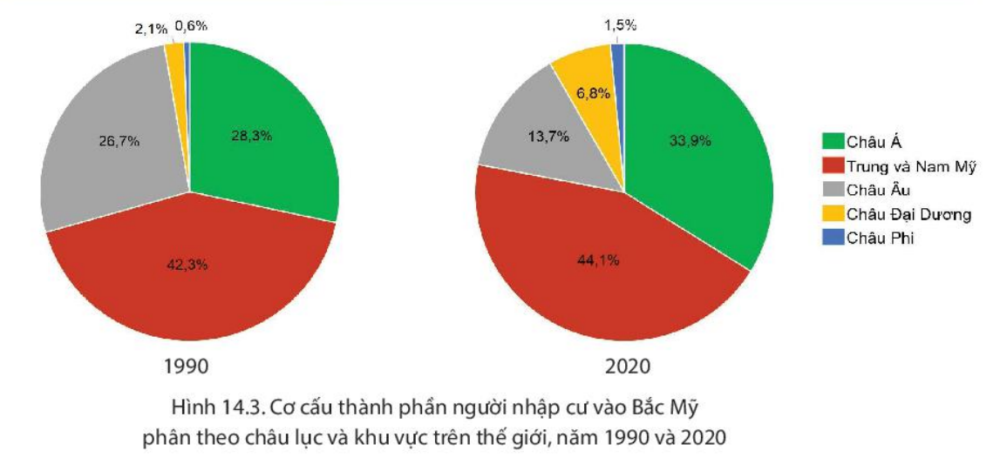 2,1% 0,6%
26,7%
28,3%
42,3%
1990
1,5%
6,8%
13,7%
33,9%
44,1%
2020
Châu Á
Trung và Nam Mỹ
Châu Âu
Châu Đại Dương
Châu Phi
Hình 14.3. Cơ cấu thành phần người nhập cư vào Bắc Mỹ
phân theo châu lục và khu vực trên thế giới, năm 1990 và 2020